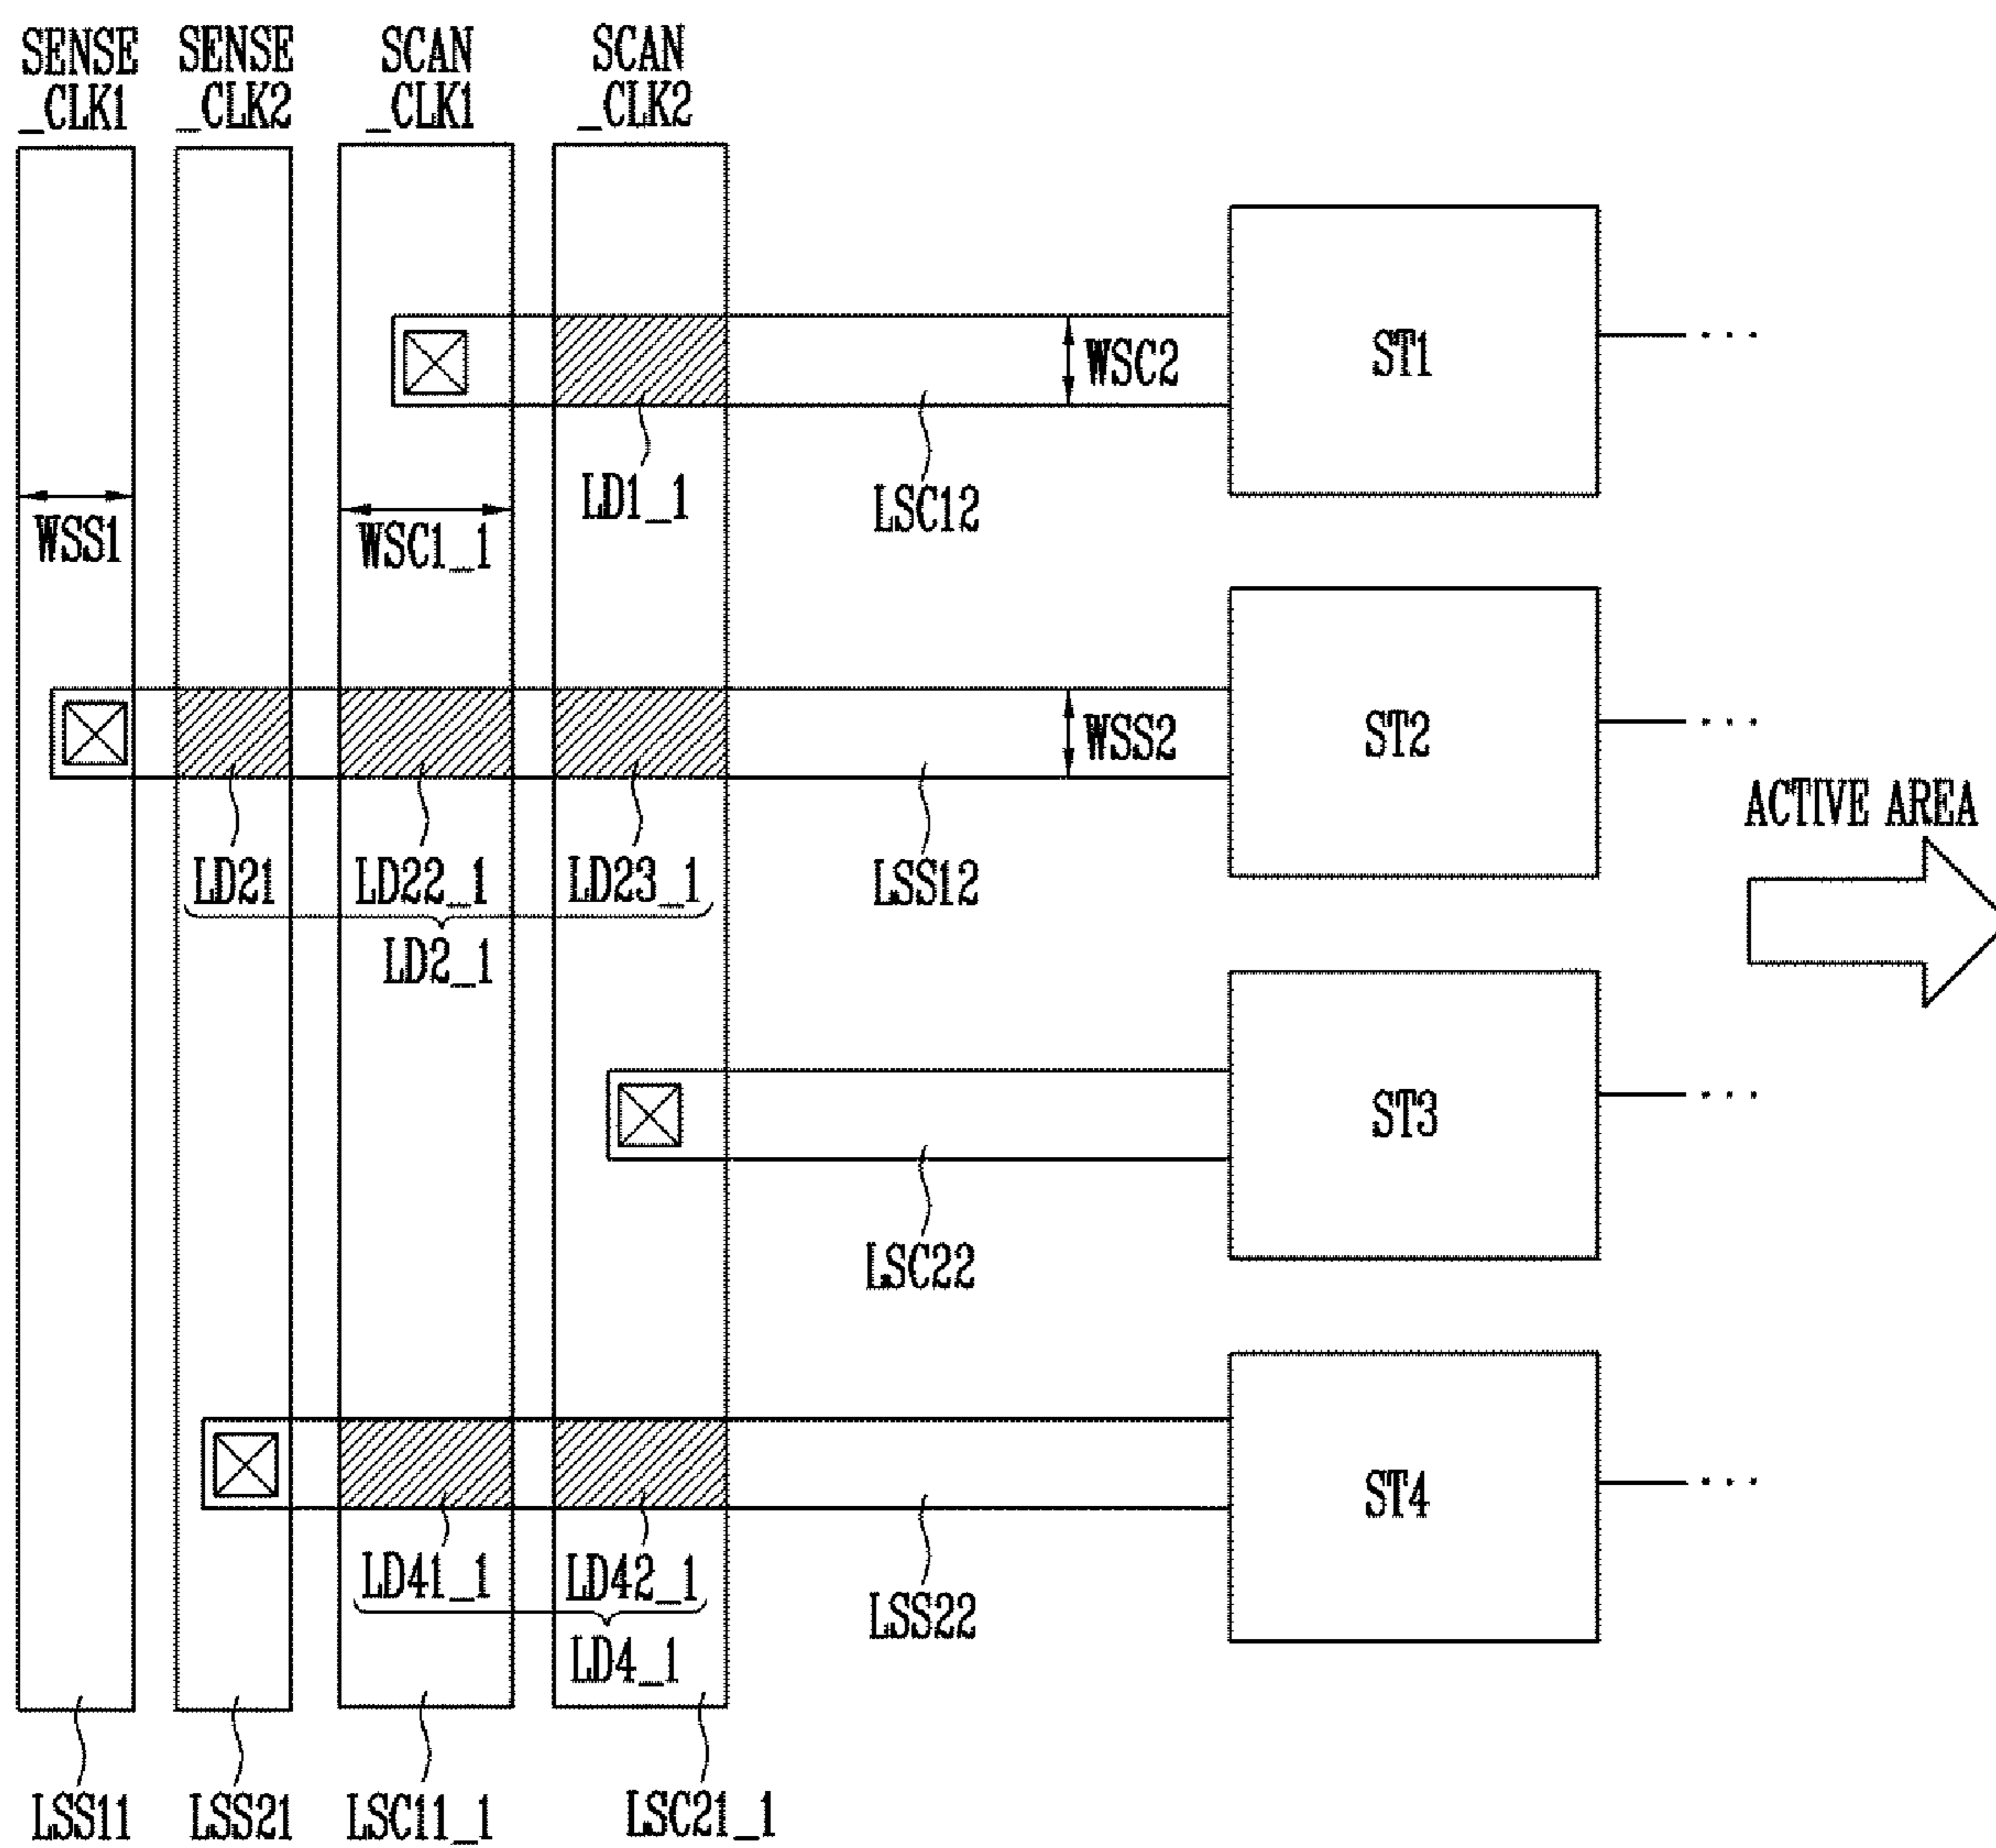 SENSE
_CLK1
SENSE
_CLK2
SCAN
_CLK1
SCAN
_CLK2
ST1
WSC2
LD1_1
LSC12
WSS1
WSC1_1
ST2
WSS2
LD21
LD22_1
LD23_1
LSS12
LD2_1
ACTIVE AREA
ST3
LSC22
ST4
LD41_1
LD42_1
LSS22
LD4_1
LSS11
LSS21
LSC11_1
LSC21_1